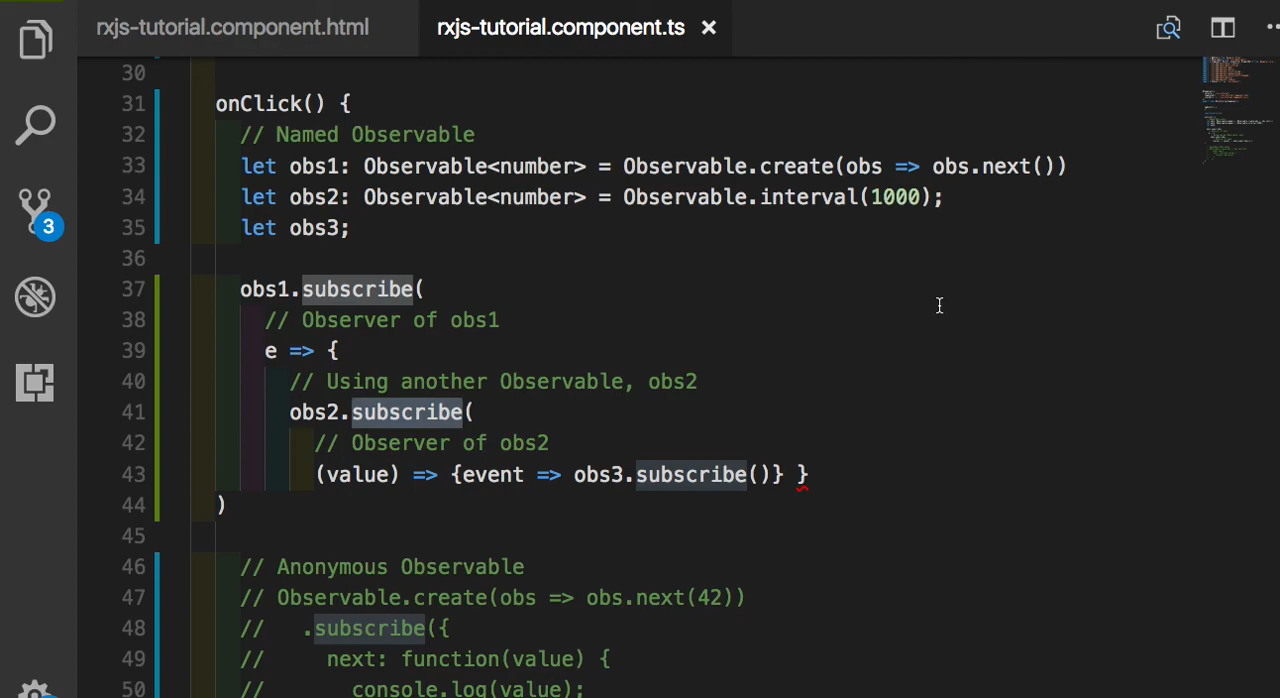 rxjs-tutorial.component.html rxjs-tutorial.component.ts ×
30
31 onClick() {
32 // Named Observable
33 let obs1: Observable<number> = Observable.create(obs => obs.next())
34 let obs2: Observable<number> = Observable.interval(1000);
35 let obs3;
36
37 obs1.subscribe(
38 // Observer of obs1
39 e => {
40 // Using another Observable, obs2
41 obs2.subscribe(
42 // Observer of obs2
43 (value) => {event => obs3.subscribe()} }
44 )
45
46 // Anonymous Observable
47 // Observable.create(obs => obs.next(42))
48 // .subscribe({
49 // next: function(value) {
50 // console.log(value);
3